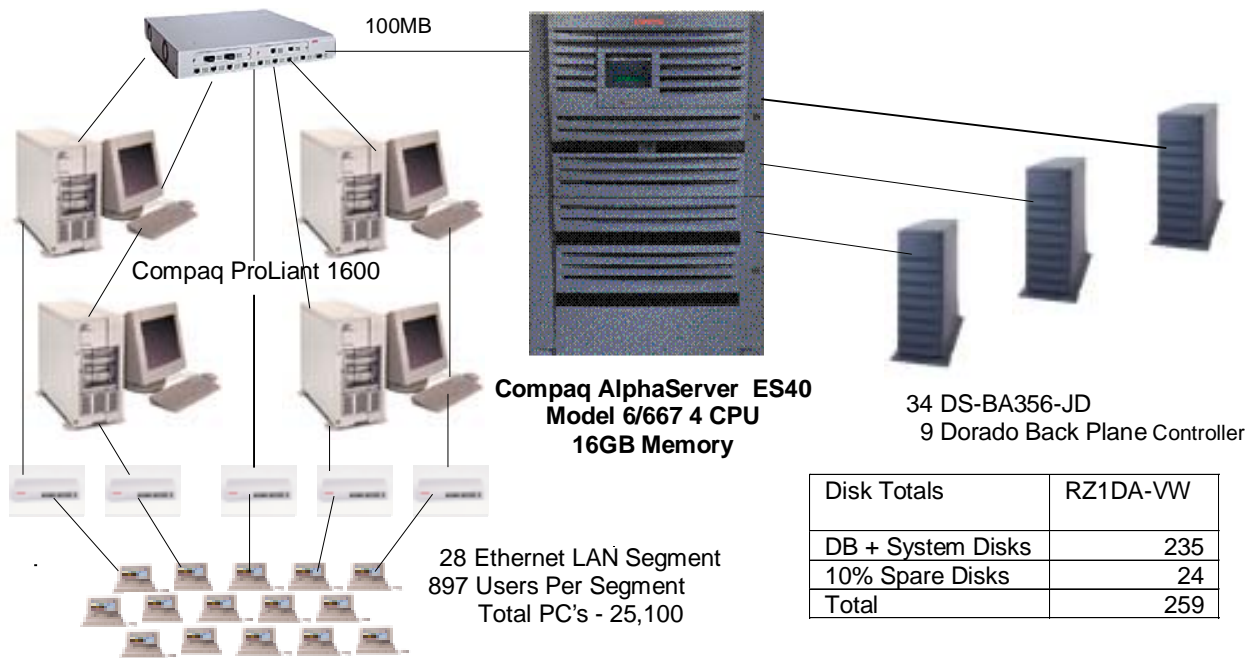 100MB
Compaq ProLiant 1600
Compaq AlphaServer ES40
Model 6/667 4 CPU
16GB Memory
34 DS-BA356-JD
9 Dorado Back Plane Controller
Disk Totals RZ1DA-VW
DB + System Disks 235
10% Spare Disks 24
Total 259
28 Ethernet LAN Segment
897 Users Per Segment
Total PC's - 25,100